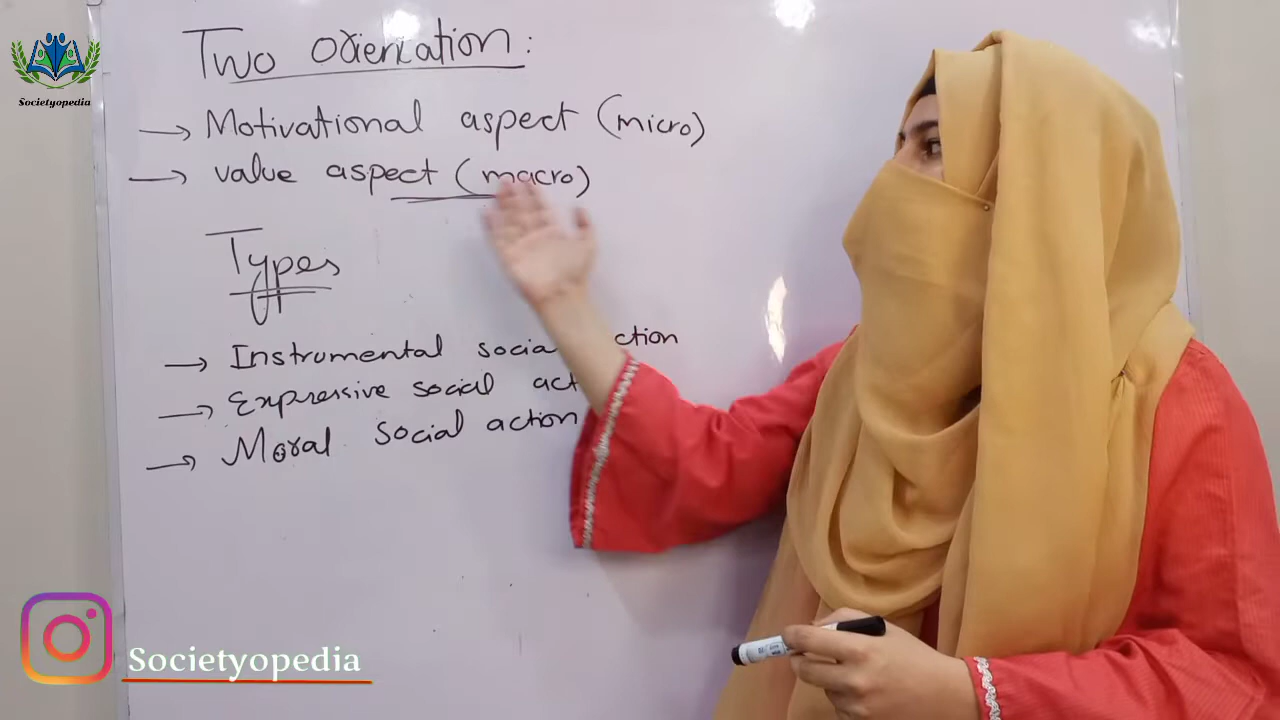 Societyopedia
Two Orientation:
→ Motivational aspect (micro)
→ value aspect (macro)
Types
→ Instrumental social action
→ Expressive social act
→ Moral social action
Societyopedia